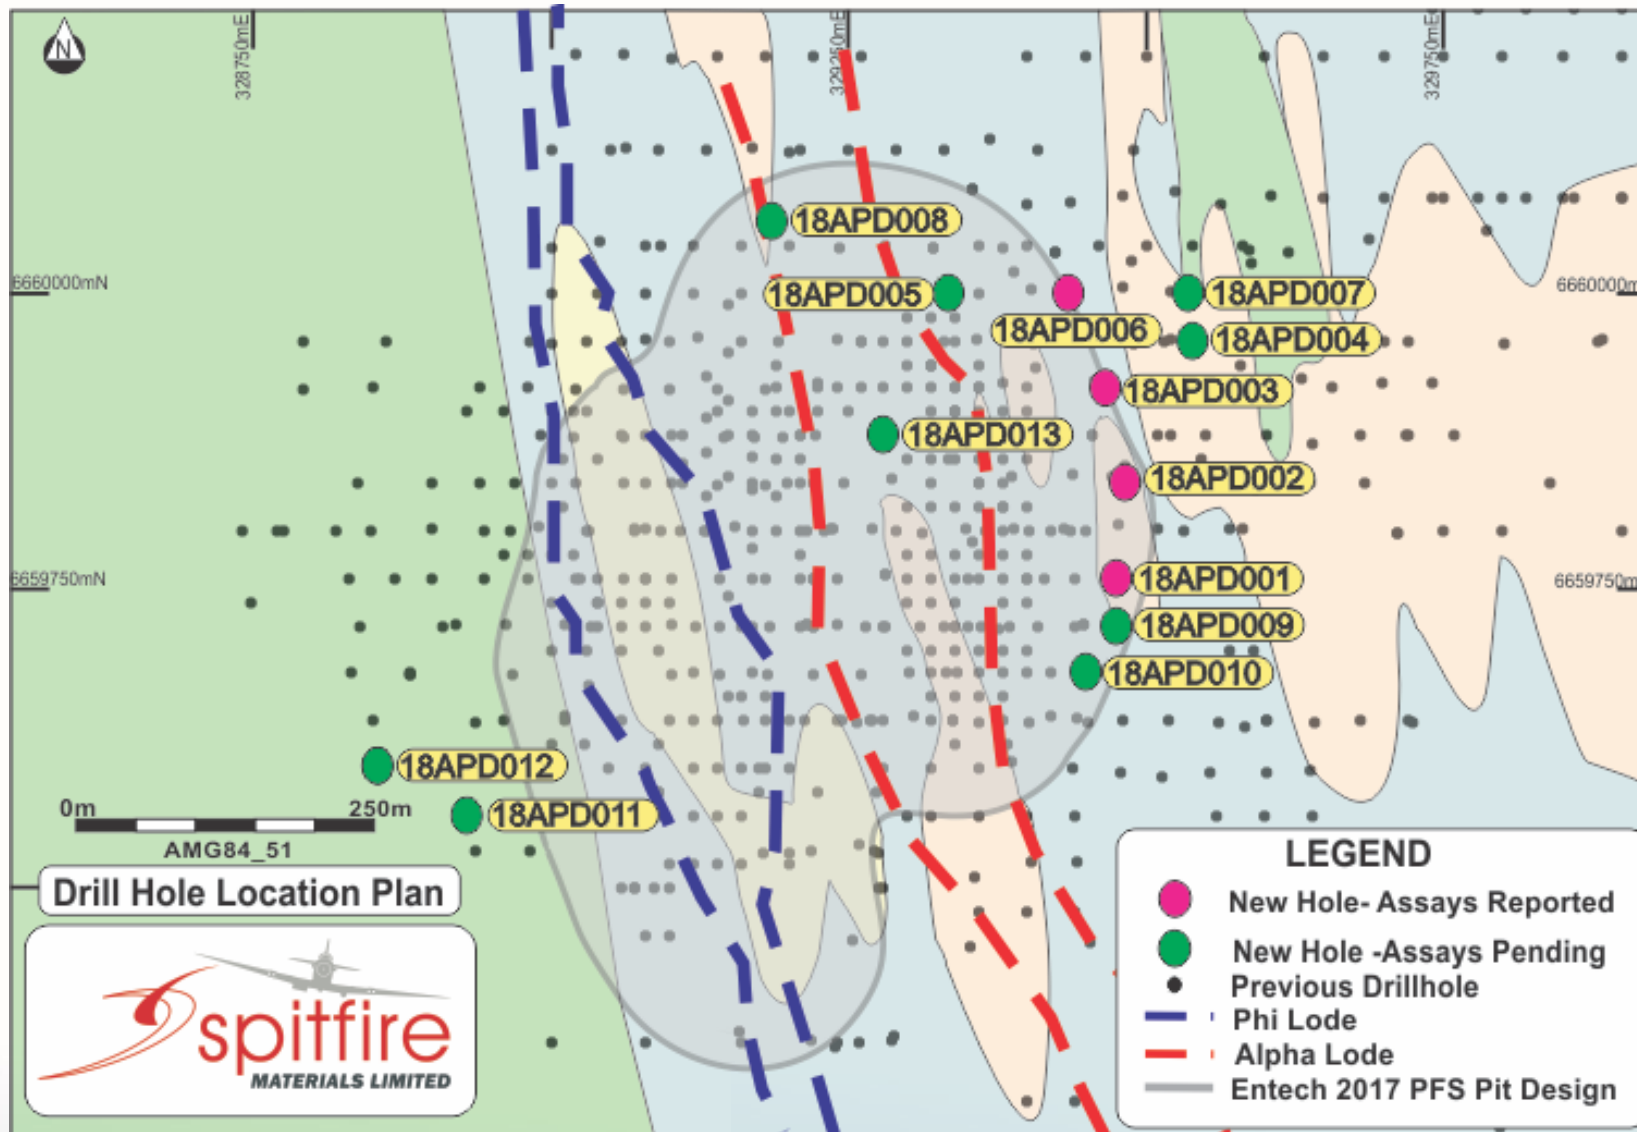 N
328750mE
329250mE
329750mE
18APD008
6660000mN
18APD005
18APD007
6660000m
18APD006
18APD004
18APD003
18APD013
18APD002
6659750mN
18APD001
6659750m
18APD009
18APD010
18APD012
0m 250m
18APD011
AMG84_51
Drill Hole Location Plan
spitfire
MATERIALS LIMITED
LEGEND
New Hole- Assays Reported
New Hole -Assays Pending
Previous Drillhole
Phi Lode
Alpha Lode
Entech 2017 PFS Pit Design